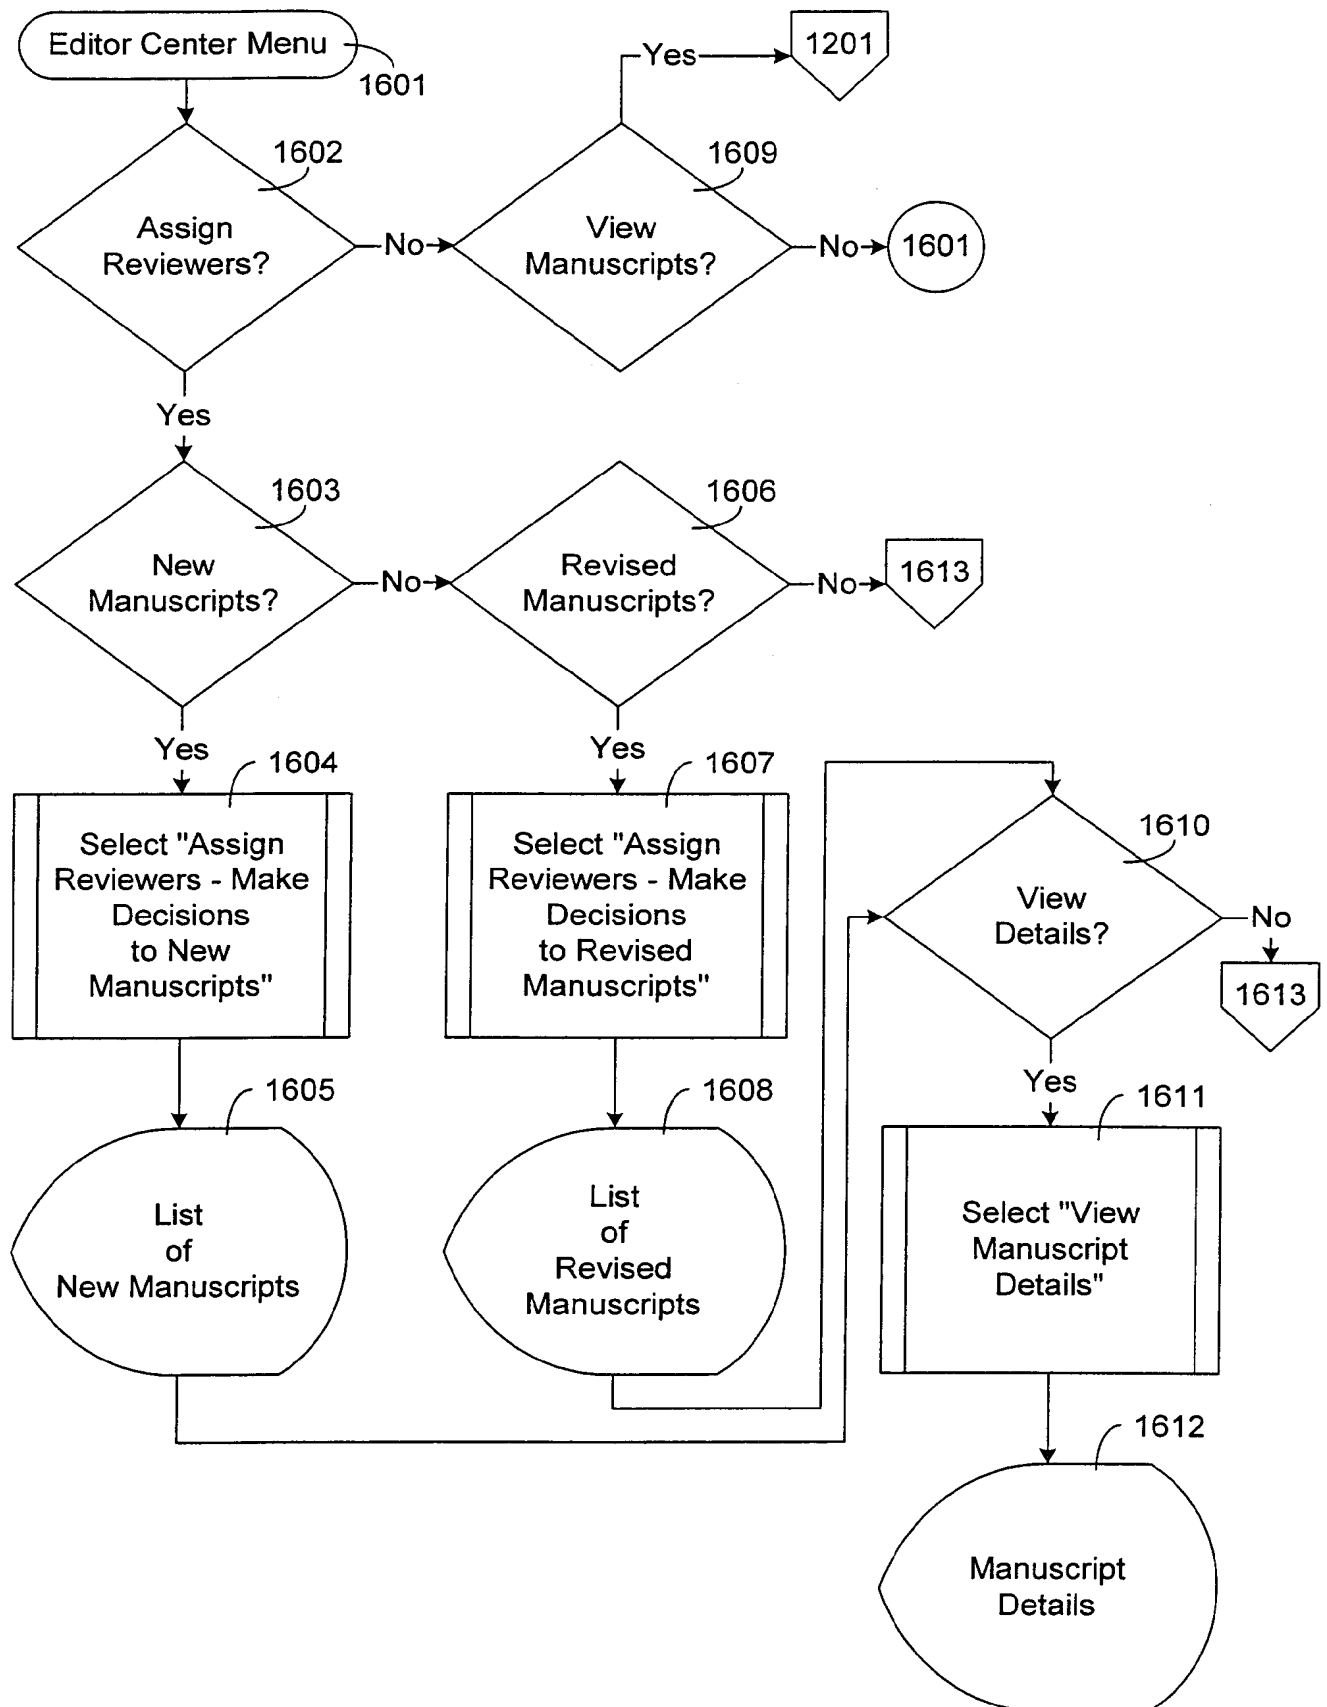 Editor Center Menu
1601
Yes
1201
1602
Assign
Reviewers?
No
1609
View
Manuscripts?
No
1601
Yes
1603
New
Manuscripts?
No
1606
Revised
Manuscripts?
No
1613
Yes
1604
Select "Assign
Reviewers - Make
Decisions
to New
Manuscripts"
Yes
1607
Select "Assign
Reviewers - Make
Decisions
to Revised
Manuscripts"
1610
View
Details?
No
1613
1605
List
of
New Manuscripts
1608
List
of
Revised
Manuscripts
Yes
1611
Select "View
Manuscript
Details"
1612
Manuscript
Details